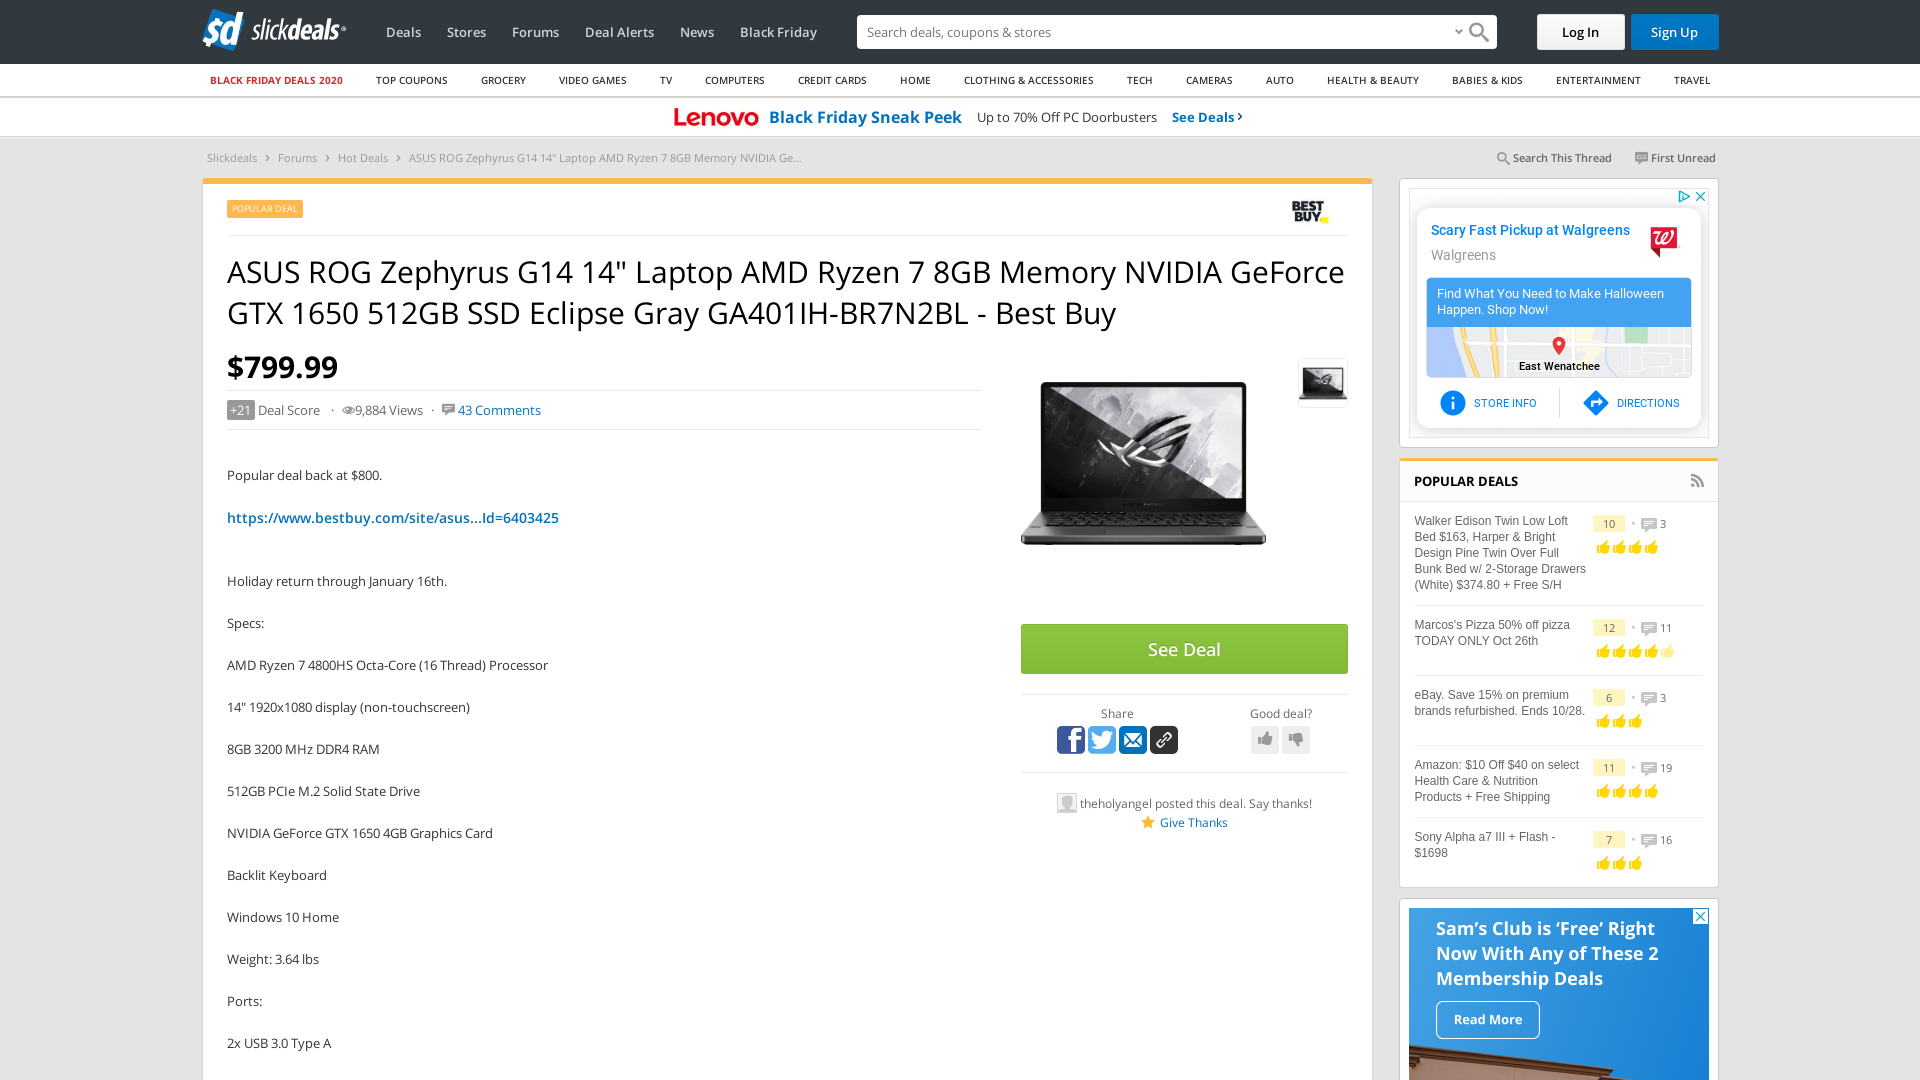 slickdeals
Deals Stores Forums Deal Alerts News Black Friday
Search deals, coupons & stores
Log In Sign Up
BLACK FRIDAY DEALS 2020 TOP COUPONS GROCERY VIDEO GAMES TV COMPUTERS CREDIT CARDS HOME CLOTHING & ACCESSORIES TECH CAMERAS AUTO HEALTH & BEAUTY BABIES & KIDS ENTERTAINMENT TRAVEL
Lenovo Black Friday Sneak Peek Up to 70% Off PC Doorbusters See Deals ›
Slickdeals › Forums › Hot Deals › ASUS ROG Zephyrus G14 14" Laptop AMD Ryzen 7 8GB Memory NVIDIA Ge...
Search This Thread First Unread
POPULAR DEAL
BEST BUY
ASUS ROG Zephyrus G14 14" Laptop AMD Ryzen 7 8GB Memory NVIDIA GeForce
GTX 1650 512GB SSD Eclipse Gray GA401IH-BR7N2BL - Best Buy
$799.99
+21 Deal Score · 9,884 Views · 43 Comments
Popular deal back at $800.
https://www.bestbuy.com/site/asus...Id=6403425
Holiday return through January 16th.
Specs:
AMD Ryzen 7 4800HS Octa-Core (16 Thread) Processor
14" 1920x1080 display (non-touchscreen)
8GB 3200 MHz DDR4 RAM
512GB PCIe M.2 Solid State Drive
NVIDIA GeForce GTX 1650 4GB Graphics Card
Backlit Keyboard
Windows 10 Home
Weight: 3.64 lbs
Ports:
2x USB 3.0 Type A
See Deal
Share Good deal?
theholyangel posted this deal. Say thanks!
Give Thanks
Scary Fast Pickup at Walgreens
Walgreens
Find What You Need to Make Halloween
Happen. Shop Now!
East Wenatchee
STORE INFO DIRECTIONS
POPULAR DEALS
Walker Edison Twin Low Loft
Bed $163, Harper & Bright
Design Pine Twin Over Full
Bunk Bed w/ 2-Storage Drawers
(White) $374.80 + Free S/H
10 • 3
Marcos's Pizza 50% off pizza
TODAY ONLY Oct 26th
12 • 11
eBay. Save 15% on premium
brands refurbished. Ends 10/28.
6 • 3
Amazon: $10 Off $40 on select
Health Care & Nutrition
Products + Free Shipping
11 • 19
Sony Alpha a7 III + Flash -
$1698
7 • 16
Sam's Club is 'Free' Right
Now With Any of These 2
Membership Deals
Read More